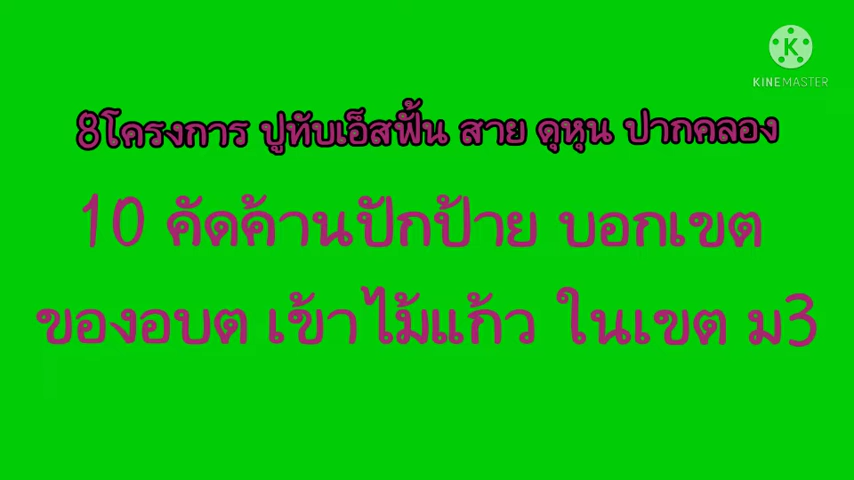 KINEMASTER
8โครงการ ปูทับเอ็สฟั้น สาย ดุหุน ปากคลอง
10 คัดค้านปักป้าย บอกเขต
ของอบต เข้าไม้แก้ว ในเขต ม3